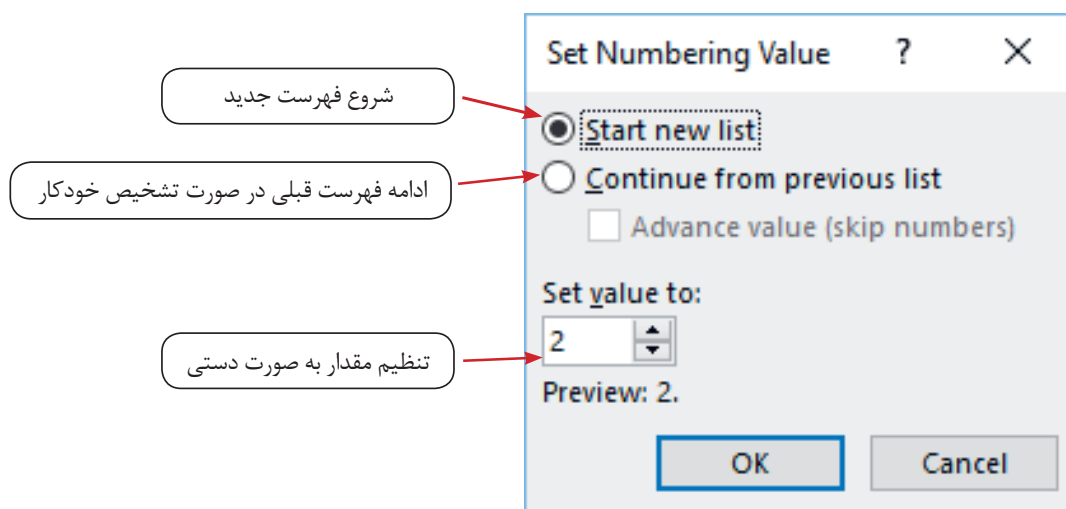 Set Numbering Value ? ×
شروع فهرست جدید
Start new list
ادامه فهرست قبلی در صورت تشخیص خودکار
Continue from previous list
Advance value (skip numbers)
Set value to:
تنظیم مقدار به صورت دستی
2
Preview: 2.
OK Cancel